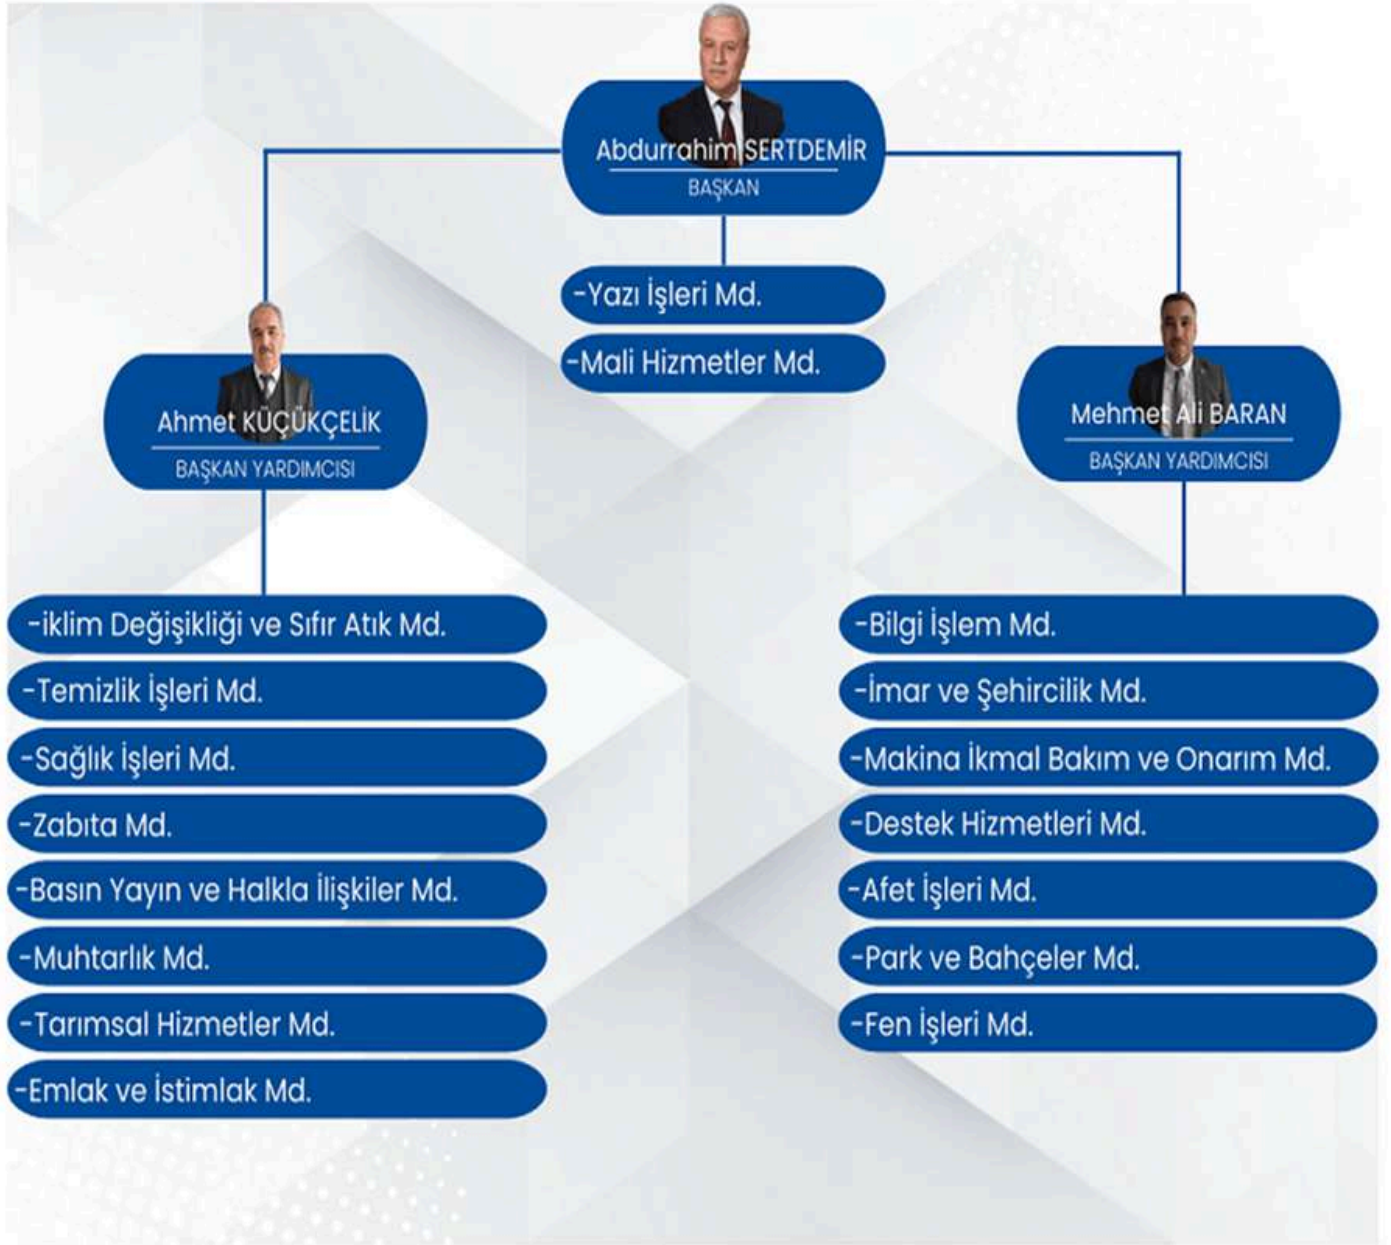 Abdurrahim SERTDEMİR
BAŞKAN
-Yazı İşleri Md.
-Mali Hizmetler Md.
Ahmet KÜÇÜKÇELİK
BAŞKAN YARDIMCISI
-iklim Değişikliği ve Sıfır Atık Md.
-Temizlik İşleri Md.
-Sağlık İşleri Md.
-Zabıta Md.
-Basın Yayın ve Halkla İlişkiler Md.
-Muhtarlık Md.
-Tarımsal Hizmetler Md.
-Emlak ve İstimlak Md.
Mehmet Ali BARAN
BAŞKAN YARDIMCISI
-Bilgi İşlem Md.
-İmar ve Şehircilik Md.
-Makina İkmal Bakım ve Onarım Md.
-Destek Hizmetleri Md.
-Afet İşleri Md.
-Park ve Bahçeler Md.
-Fen İşleri Md.